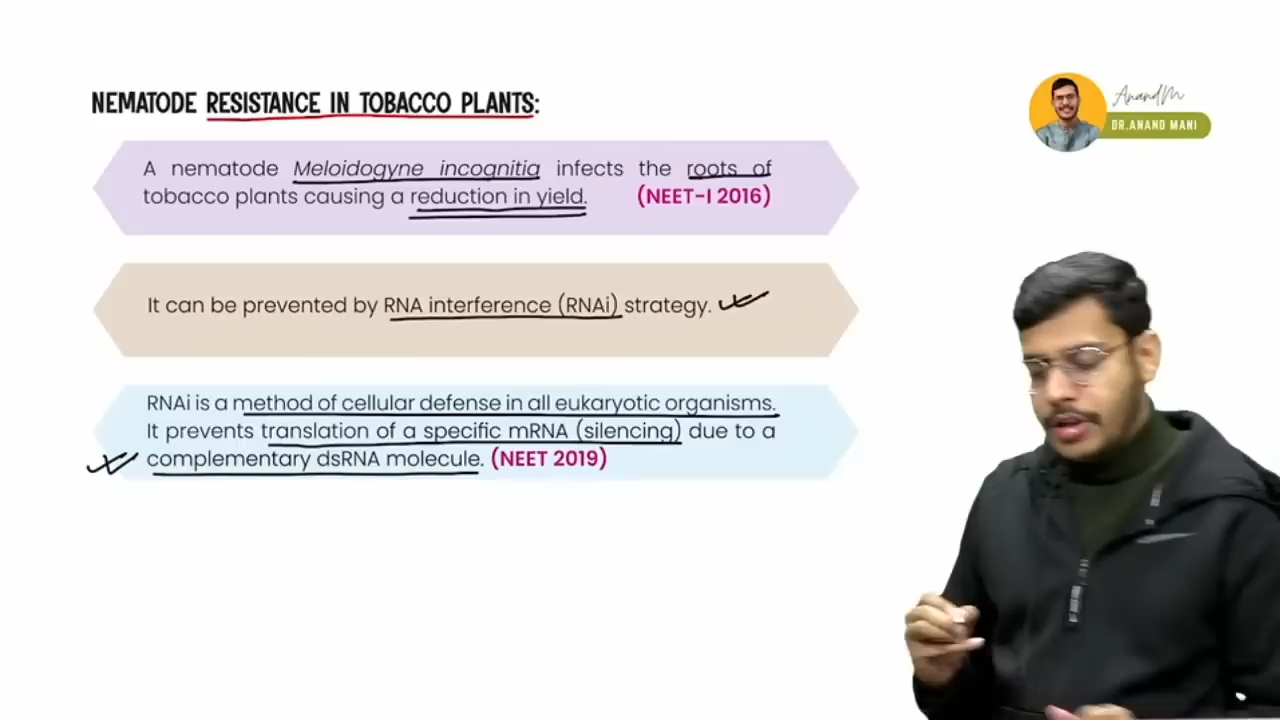 NEMATODE RESISTANCE IN TOBACCO PLANTS:
AnandM
DR.ANAND MANI
A nematode Meloidogyne incognitia infects the roots of
tobacco plants causing a reduction in yield. (NEET-I 2016)
It can be prevented by RNA interference (RNAi) strategy.
RNAi is a method of cellular defense in all eukaryotic organisms.
It prevents translation of a specific mRNA (silencing) due to a
complementary dsRNA molecule. (NEET 2019)